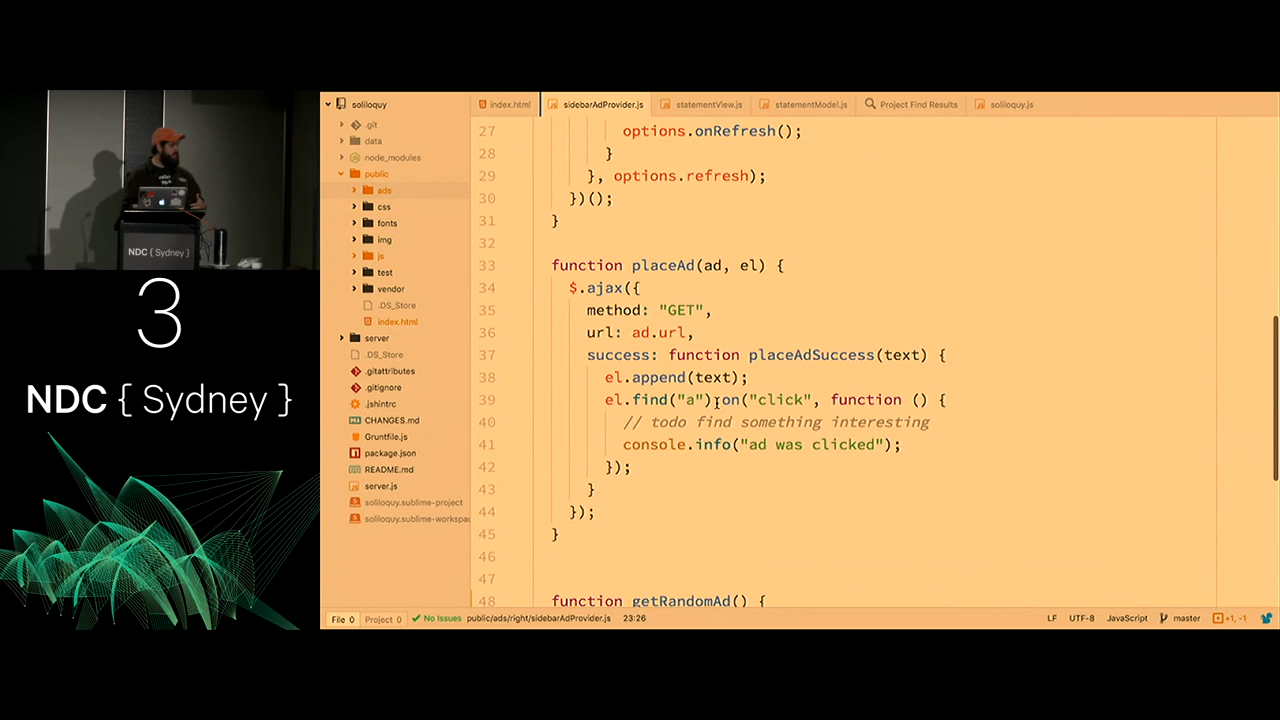 NDC { Sydney }
3
NDC { Sydney }
soliloquy
.git
data
node_modules
public
ads
css
fonts
img
js
test
vendor
.DS_Store
index.html
server
.DS_Store
.gitattributes
.gitignore
.jshintrc
CHANGES.md
Gruntfile.js
package.json
README.md
server.js
soliloquy.sublime-project
soliloquy.sublime-workspa
index.html sidebarAdProvider.js statementView.js statementModel.js Project Find Results soliloquy.js
27 options.onRefresh();
28 }
29 }, options.refresh);
30 })();
31 }
32
33 function placeAd(ad, el) {
34 $.ajax({
35 method: "GET",
36 url: ad.url,
37 success: function placeAdSuccess(text) {
38 el.append(text);
39 el.find("a").on("click", function () {
40 // todo find something interesting
41 console.info("ad was clicked");
42 });
43 }
44 });
45 }
46
47
48 function getRandomAd() {
File 0 Project 0 No Issues public/ads/right/sidebarAdProvider.js 23:26 LF UTF-8 JavaScript master +1, -1